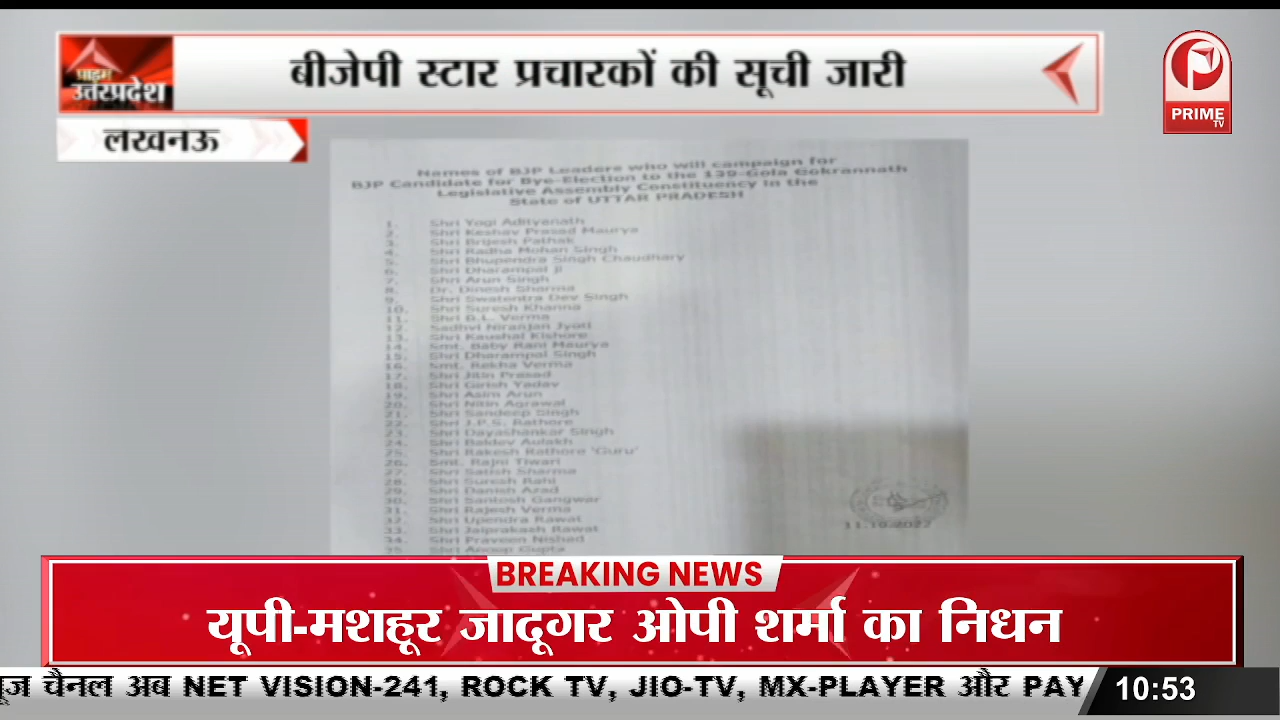 बीजेपी स्टार प्रचारकों की सूची जारी
प्राइम
उत्तरप्रदेश
PRIME
TV
लखनऊ
Names of BJP Leaders who will campaign for
BJP Candidate for Bye-Election to the 139-Gola Gokrannath
Legislative Assembly Constituency in the
State of UTTAR PRADESH
1. Shri Yogi Adityanath
2. Shri Keshav Prasad Maurya
3. Shri Brijesh Pathak
4. Shri Radha Mohan Singh
5. Shri Bhupendra Singh Chaudhary
6. Shri Dharampal ji
7. Shri Arun Singh
8. Dr. Dinesh Sharma
9. Shri Swatantra Dev Singh
10. Shri Suresh Khanna
11. Shri B.L. Verma
12. Sadhvi Niranjan Jyoti
13. Shri Kaushal Kishore
14. Smt. Baby Rani Maurya
15. Shri Dharampal Singh
16. Smt. Rekha Verma
17. Shri Jitin Prasad
18. Shri Girish Yadav
19. Shri Asim Arun
20. Shri Nitin Agrawal
21. Shri Sandeep Singh
22. Shri J.P.S. Rathore
23. Shri Dayashankar Singh
24. Shri Baldev Aulakh
25. Shri Rakesh Rathore 'Guru'
26. Smt. Rajni Tiwari
27. Shri Satish Sharma
28. Shri Suresh Rahi
29. Shri Danish Azad
30. Shri Santosh Gangwar
31. Shri Rajesh Verma
32. Shri Upendra Rawat
33. Shri Jaiprakash Rawat
34. Shri Praveen Nishad
35. Shri Anoop Gupta
11.10.2022
BREAKING NEWS
यूपी-मशहूर जादूगर ओपी शर्मा का निधन
चैनल अब NET VISION-241, ROCK TV, JIO-TV, MX-PLAYER और PAY
10:53